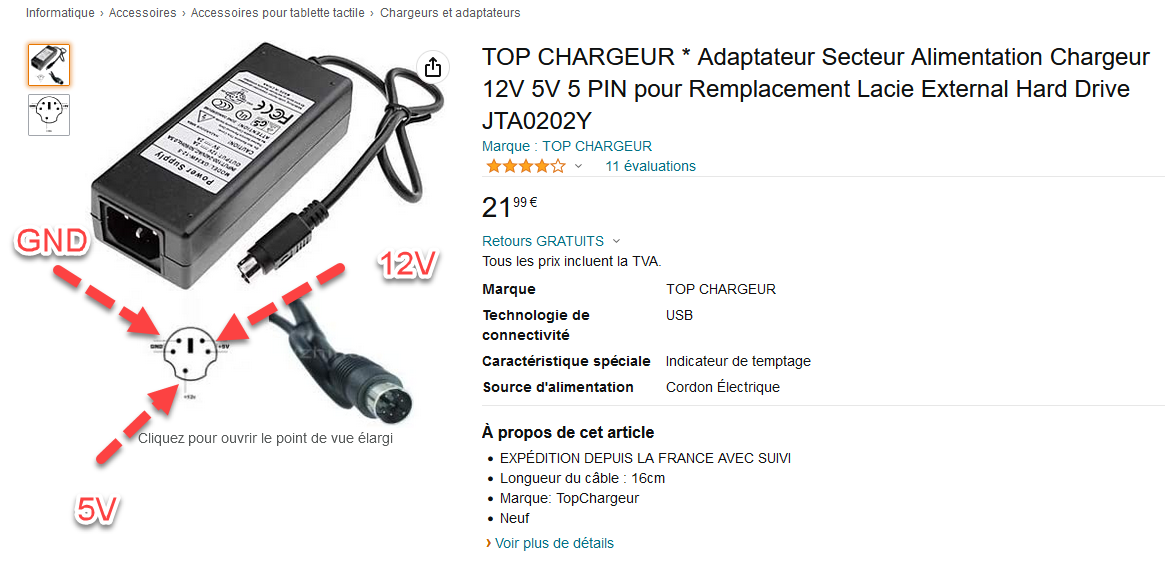 Informatique › Accessoires › Accessoires pour tablette tactile › Chargeurs et adaptateurs
TOP CHARGEUR * Adaptateur Secteur Alimentation Chargeur
12V 5V 5 PIN pour Remplacement Lacie External Hard Drive
JTA0202Y
Marque : TOP CHARGEUR
11 évaluations
21,99 €
Retours GRATUITS
Tous les prix incluent la TVA.
Marque TOP CHARGEUR
Technologie de USB
connectivité
Caractéristique spéciale Indicateur de temptage
Source d'alimentation Cordon Électrique
À propos de cet article
EXPÉDITION DEPUIS LA FRANCE AVEC SUIVI
Longueur du câble : 16cm
Marque: TopChargeur
Neuf
› Voir plus de détails
Power Supply
CAUTION!
ATTENTION!
GND
12V
GND
+5V
+12v
Cliquez pour ouvrir le point de vue élargi
5V